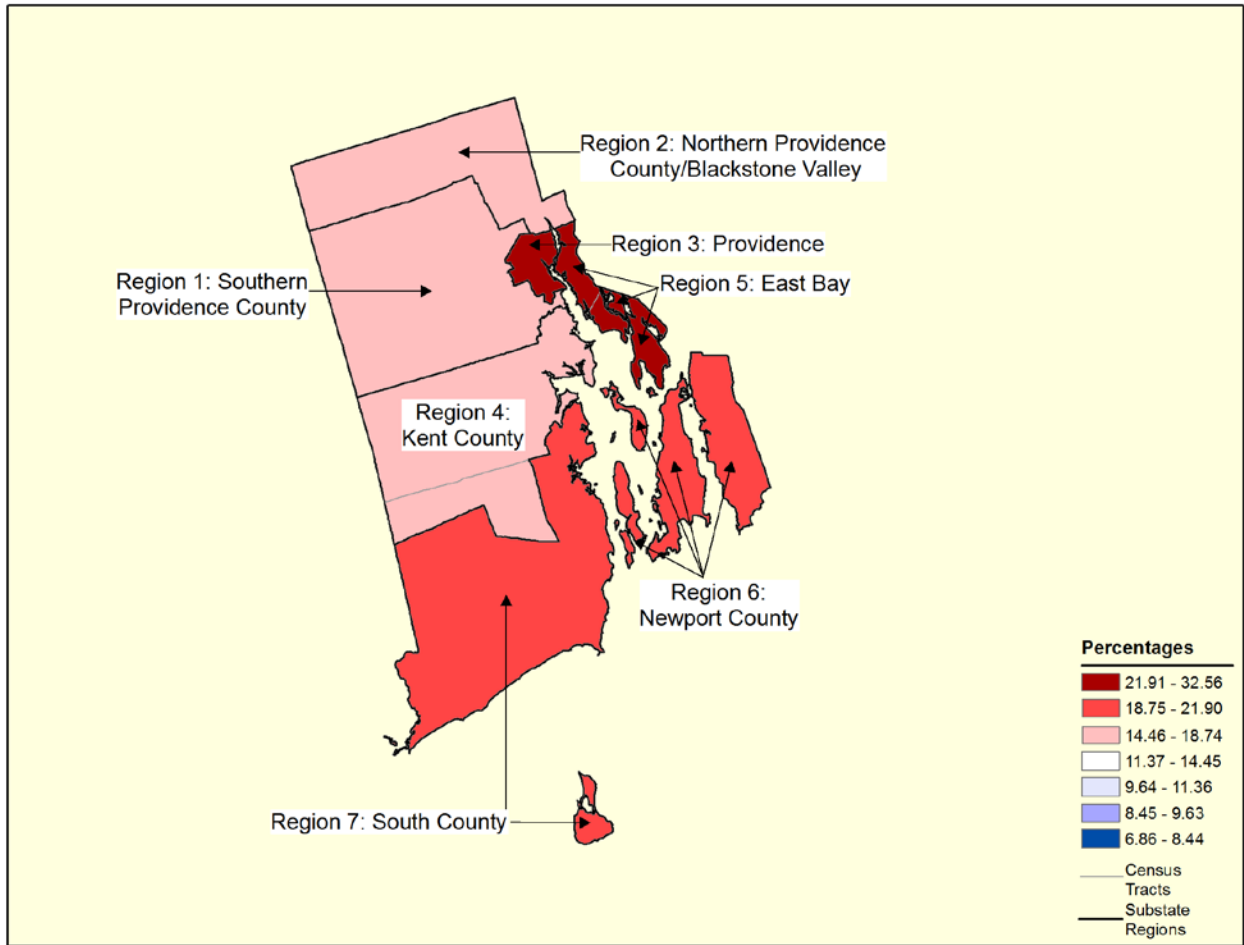 Region 2: Northern Providence
County/Blackstone Valley
Region 3: Providence
Region 1: Southern
Providence County
Region 5: East Bay
Region 4:
Kent County
Region 6:
Newport County
Region 7: South County
Percentages
21.91 - 32.56
18.75 - 21.90
14.46 - 18.74
11.37 - 14.45
9.64 - 11.36
8.45 - 9.63
6.86 - 8.44
Census
Tracts
Substate
Regions